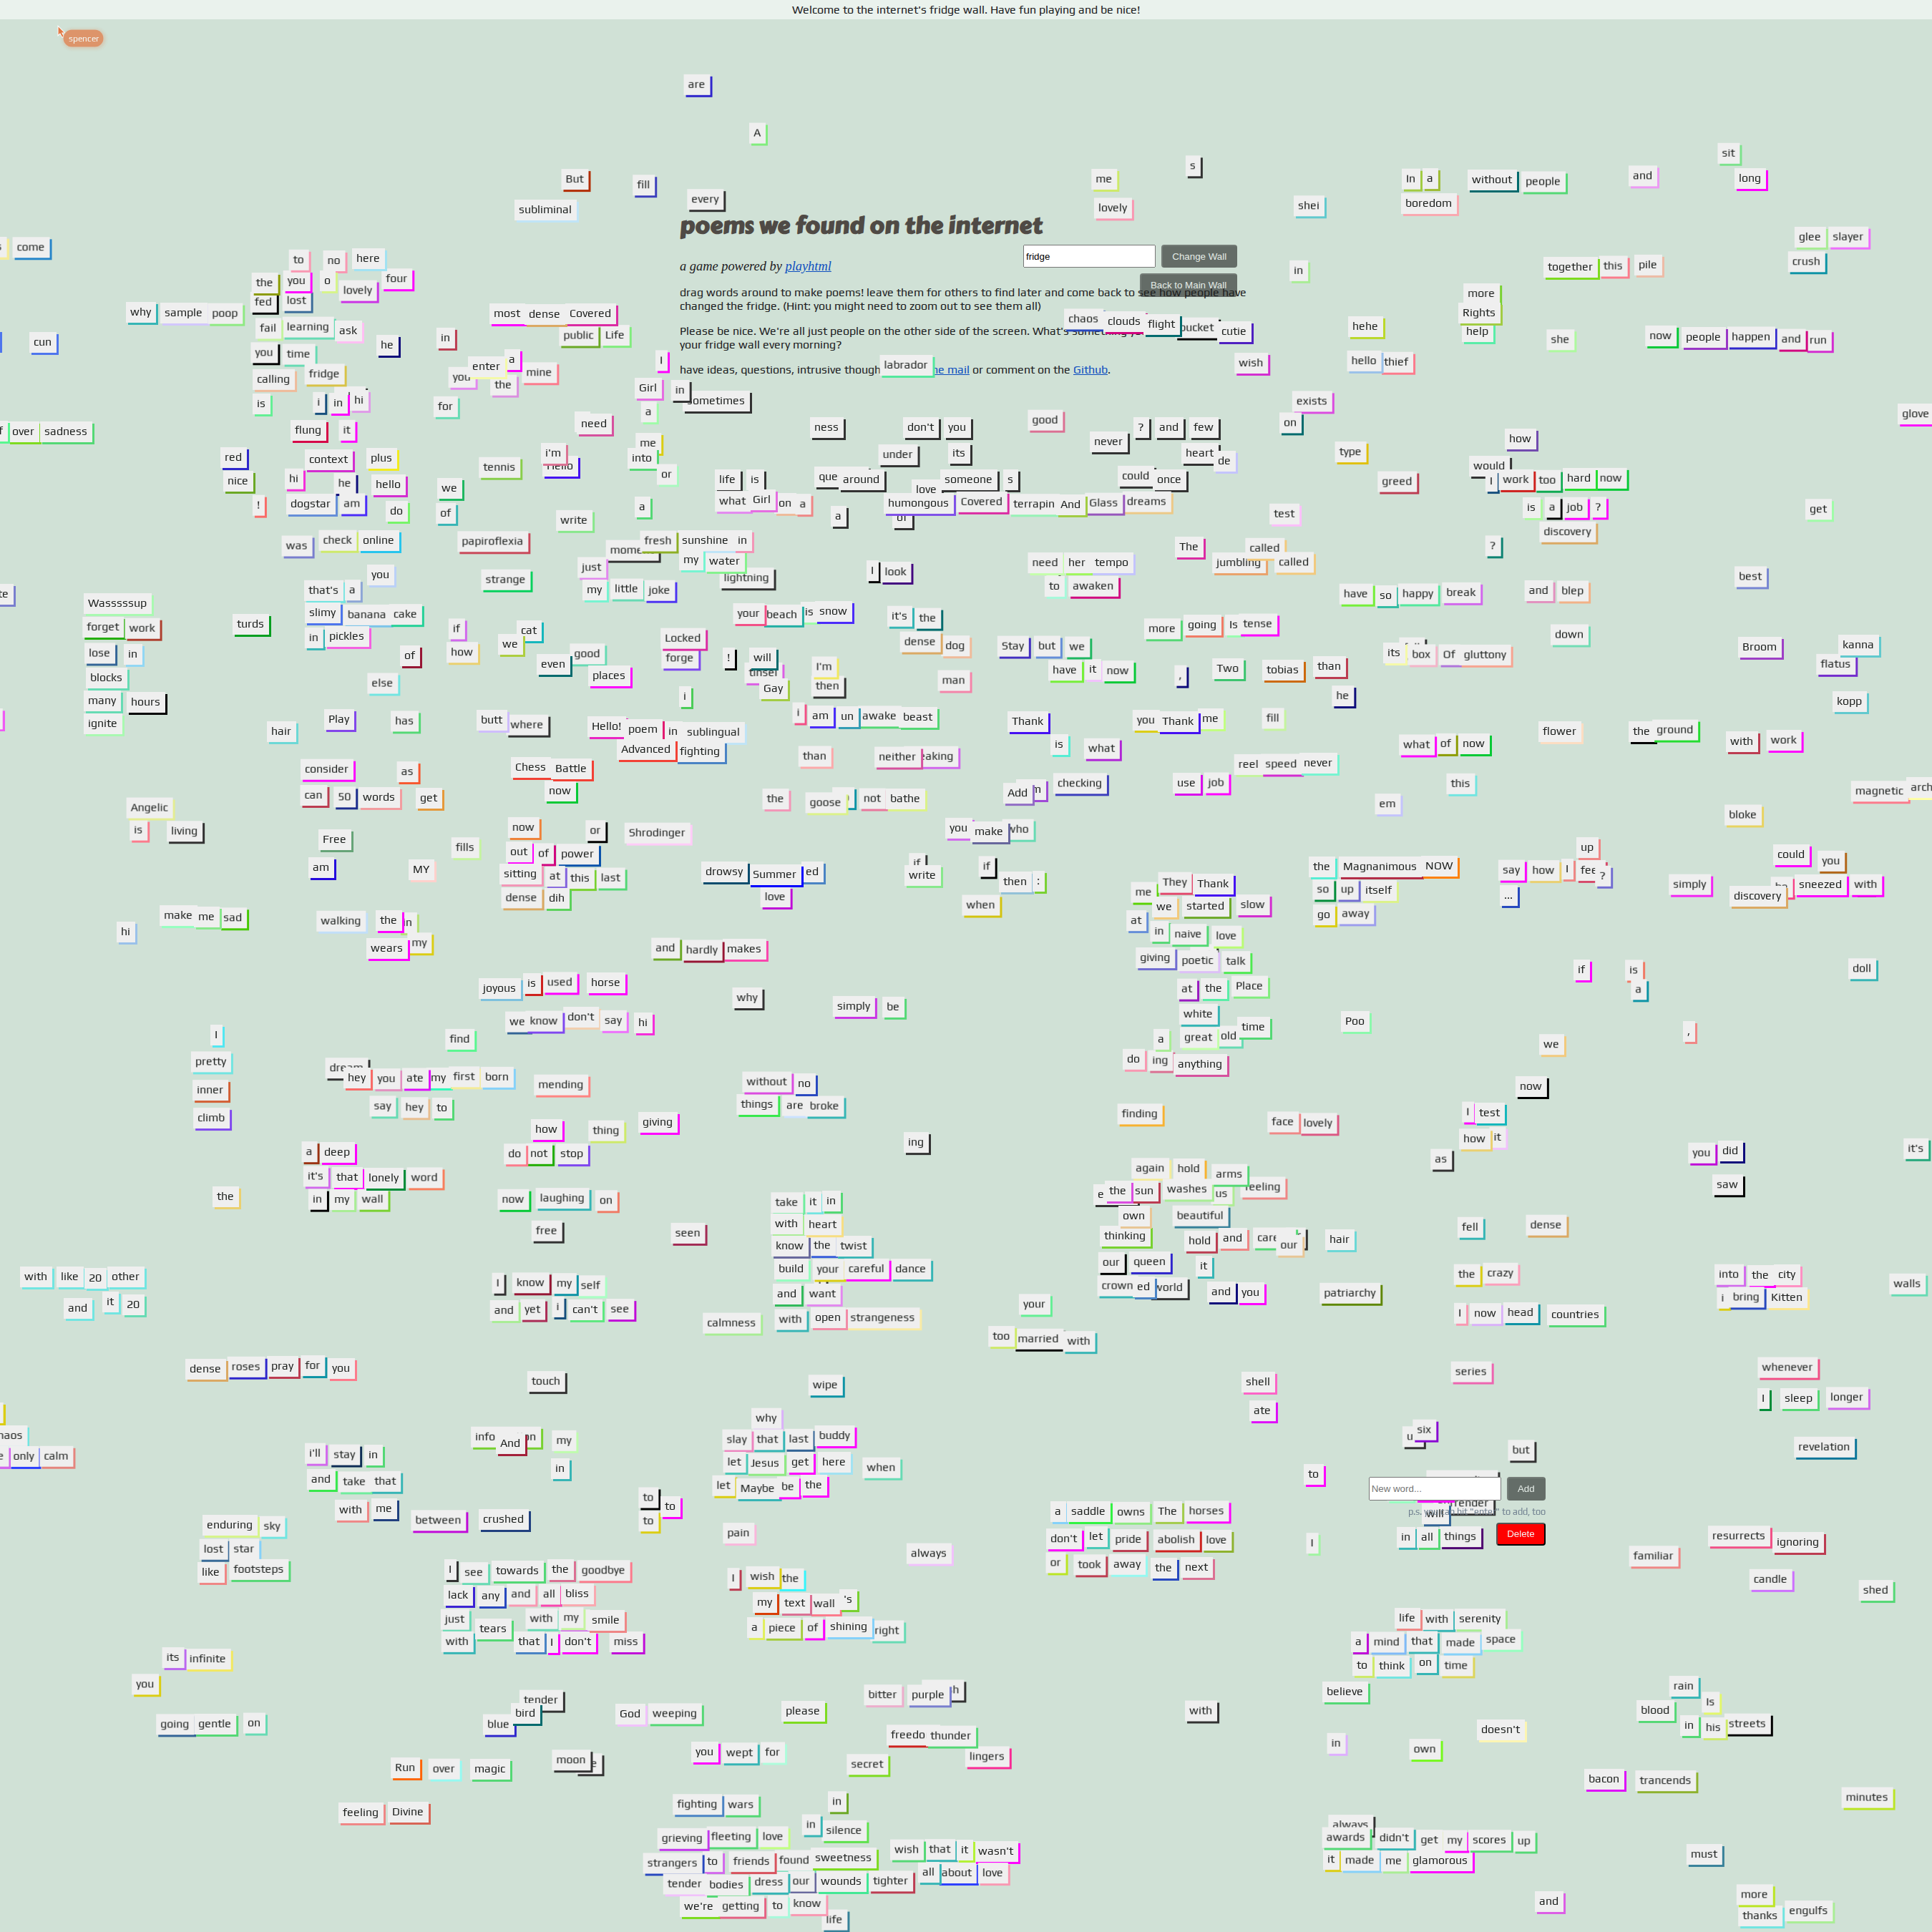 Welcome to the internet's fridge wall. Have fun playing and be nice!
spencer
are
A
s
sit
But
fill
me
In a
without people
and
long
subliminal
every
lovely
shei
boredom
poems we found on the internet
glee slayer
come
to no here
fridge
Change Wall
crush
a game powered by playhtml
in
together this pile
the you o four
Back to Main Wall
fed lost lovely
drag words around to make poems! leave them for others to find later and come back to see how people have
changed the fridge. (Hint: you might need to zoom out to see them all)
more
Rights
help
why sample poop
most dense Covered
chaos clouds flight bucket cutie
fail learning ask
public Life
Please be nice. We're all just people on the other side of the screen. What's
your fridge wall every morning?
hehe
she
now people happen and run
cun
you time
he
in
enter a
you the mine
I
labrador
wish
hello thief
calling fridge
have ideas, questions, intrusive
or comment on the Github.
is
i in hi
for
Girl in
a
sometimes
exists
glove
flung it
need
me
ness
don't you
good
never
? and few
on
over sadness
how
red
context plus
i'm
Hello
into
or
under
its
heart
de
type
would
nice
hi he hello
tennis
we
life is
que around
love
someone s
could once
greed
I work too hard now
!
dogstar am
do
of
a
what Girl on a
humongous Covered terrapin And Glass dreams
is a job ?
get
write
a
test
discovery
was
check online
papiroflexia
fresh sunshine in
The
called
?
my water
need her tempo
jumbling called
just
I look
you
strange
lightning
to awaken
best
that's a
my little joke
have so happy break
and blep
Wasssssup
slimy banana cake
your beach is snow
it's the
forget work
turds
in pickles
if
cat
we
Locked
dense dog
Stay but we
more going Is tense
down
lose in
of
how
even
good
forge
!
will
I'm
its box Of gluttony
Broom
kanna
blocks
else
places
Gay
then
man
have it now
,
Two
tobias
than
flatus
many hours
i
he
kopp
ignite
Play
has
butt where
i am un awake beast
Thank
you Thank me
fill
hair
Hello! poem in sublingual
flower
the ground
Advanced fighting
than
neither
is
what
what of now
with work
consider
as
Chess Battle
reel speed never
can 50 words get
now
the
goose
not bathe
Add
checking
use job
this
magnetic
Angelic
em
bloke
is living
Free
now
or
Shrodinger
you make who
fills
out of power
up
am
MY
sitting at this last
drowsy Summer ed
write
if
then :
the Magnanimous NOW
say how I
?
could you
dense dih
love
when
me They Thank
so up itself
...
simply
sneezed with
make me sad
walking the
we started slow
go away
discovery
hi
wears my
at
in naive love
and hardly makes
giving poetic talk
if
is
a
doll
joyous is used horse
why
simply be
at the Place
we know don't say hi
white
Poo
I
find
a great old time
,
pretty
do ing anything
we
inner
hey you ate my first born
mending
without no
now
climb
say hey to
things are broke
finding
I test
how
thing
giving
face lovely
how it
a deep
do not stop
ing
as
you did
it's
it's that lonely word
again hold arms
saw
the
in my wall
now laughing on
the sun washes us feeling
take it in
own
beautiful
free
seen
with heart
thinking
hold and care our
hair
fell
dense
know the twist
our queen
it
with like 20 other
build your careful dance
crown ed world
and you
patriarchy
the crazy
into the city
walls
and it 20
I know my self
and want
your
i bring Kitten
and yet i can't see
calmness
with open strangeness
I now head countries
too married with
dense roses pray for you
touch
wipe
shell
series
whenever
ate
I sleep longer
why
info
And
my
slay that last buddy
six
only calm
i'll stay in
in
let Jesus get here
when
but
revelation
and take that
let Maybe be the
to
New word...
Add
with me
between
crushed
to
to
to
a saddle owns The horses
enduring sky
pain
will
in all things
Delete
lost star
don't let pride abolish love
I
resurrects ignoring
like footsteps
always
or took away the next
familiar
I see towards the goodbye
I wish the
candle
shed
lack any and all bliss
my text wall 's
just tears with my smile
a piece of shining right
life with serenity
with that I don't miss
a mind that made space
its infinite
to think on time
you
bitter purple
believe
rain
tender
bird
blue
God weeping
please
with
blood
Is
going gentle on
freedo thunder
doesn't
in his streets
moon
you wept for
lingers
in
own
Run over magic
secret
bacon trancends
feeling Divine
fighting wars
in
minutes
grieving fleeting love
in silence
always
awards didn't get my scores up
strangers to friends found sweetness
wish that it wasn't
it made me glamorous
must
tender bodies dress our wounds tighter
all about love
we're getting to know
and
more
life
thanks engulfs